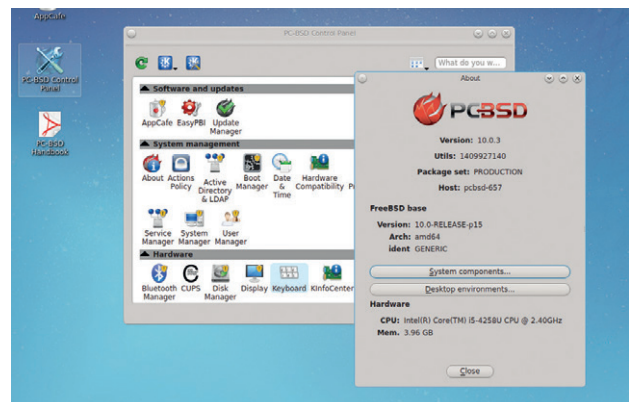 AppCafe
PC-BSD Control
Panel
PC-BSD
Handbook
PC-BSD Control Panel
What do you w...
Software and updates
AppCafe EasyPBI Update
Manager
System management
About Actions Active Boot Date Hardware
Policy Directory Manager & Compatibility
& LDAP Time
Service System User
Manager Manager Manager
Hardware
Bluetooth CUPS Disk Display Keyboard KInfoCenter
Manager Manager
About
PCBSD
Version: 10.0.3
Utils: 1409927140
Package set: PRODUCTION
Host: pcbsd-657
FreeBSD base
Version: 10.0-RELEASE-p15
Arch: amd64
ident GENERIC
System components...
Desktop environments...
Hardware
CPU: Intel(R) Core(TM) i5-4258U CPU @ 2.40GHz
Mem. 3.96 GB
Close